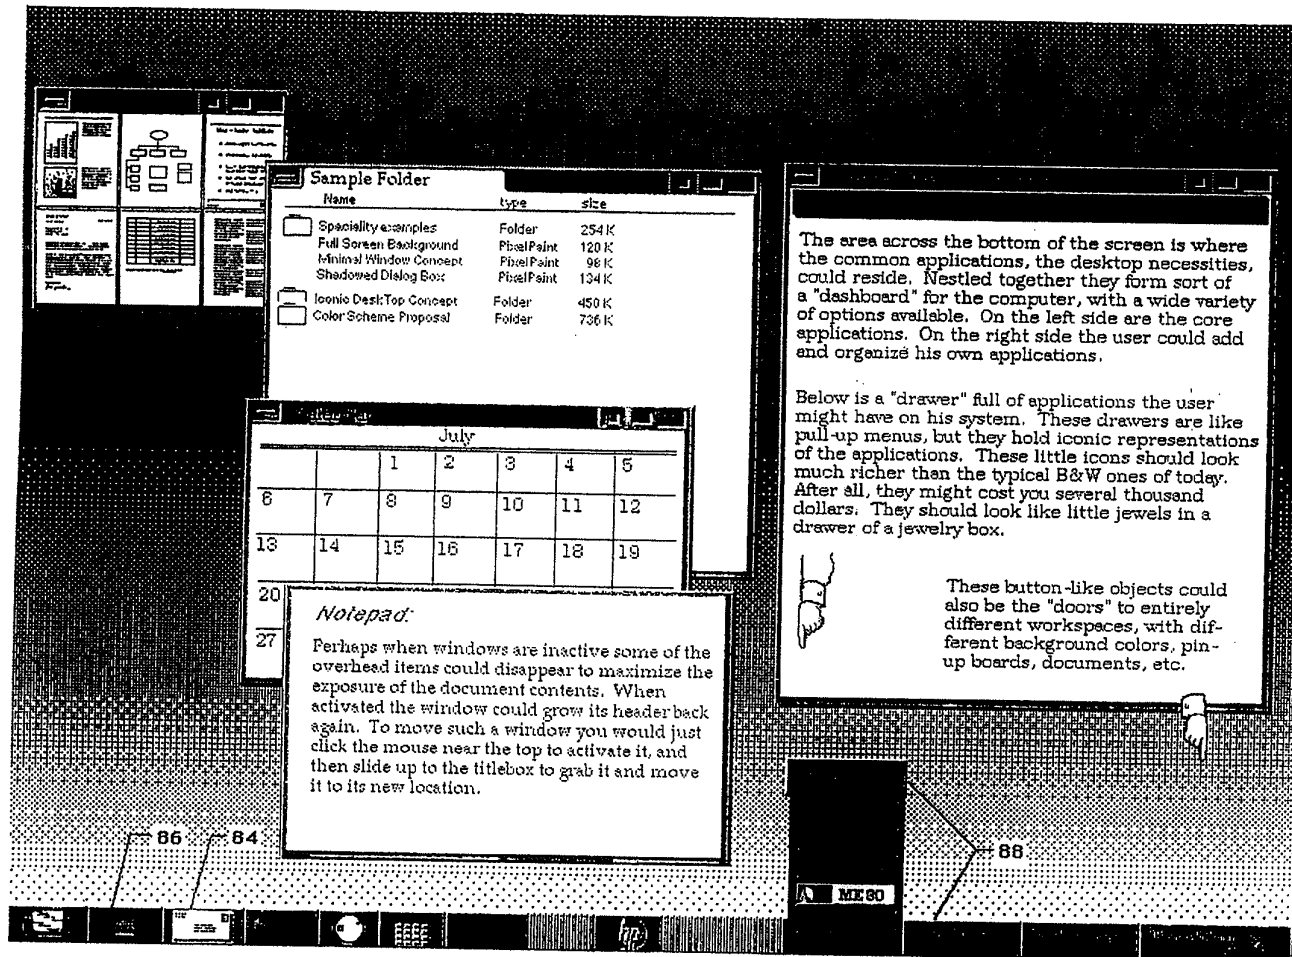 Sample Folder
Name type size
Speciality examples Folder 254 K
Full Screen Background PixelPaint 120 K
Minimal Window Concept PixelPaint 98 K
Shadowed Dialog Box PixelPaint 134 K
Iconic DeskTop Concept Folder 450 K
Color Scheme Proposal Folder 736 K
The area across the bottom of the screen is where
the common applications, the desktop necessities,
could reside. Nestled together they form sort of
a "dashboard" for the computer, with a wide variety
of options available. On the left side are the core
applications. On the right side the user could add
and organize his own applications.
Below is a "drawer" full of applications the user
might have on his system. These drawers are like
pull-up menus, but they hold iconic representations
of the applications. These little icons should look
much richer than the typical B&W ones of today.
After all, they might cost you several thousand
dollars. They should look like little jewels in a
drawer of a jewelry box.
These button-like objects could
also be the "doors" to entirely
different workspaces, with dif-
ferent background colors, pin-
up boards, documents, etc.
Calendar
July
1 2 3 4 5
6 7 8 9 10 11 12
13 14 15 16 17 18 19
20
27
Notepad:
Perhaps when windows are inactive some of the
overhead items could disappear to maximize the
exposure of the document contents. When
activated the window could grow its header back
again. To move such a window you would just
click the mouse near the top to activate it, and
then slide up to the titlebox to grab it and move
it to its new location.
86 84
88
ME 30
hp